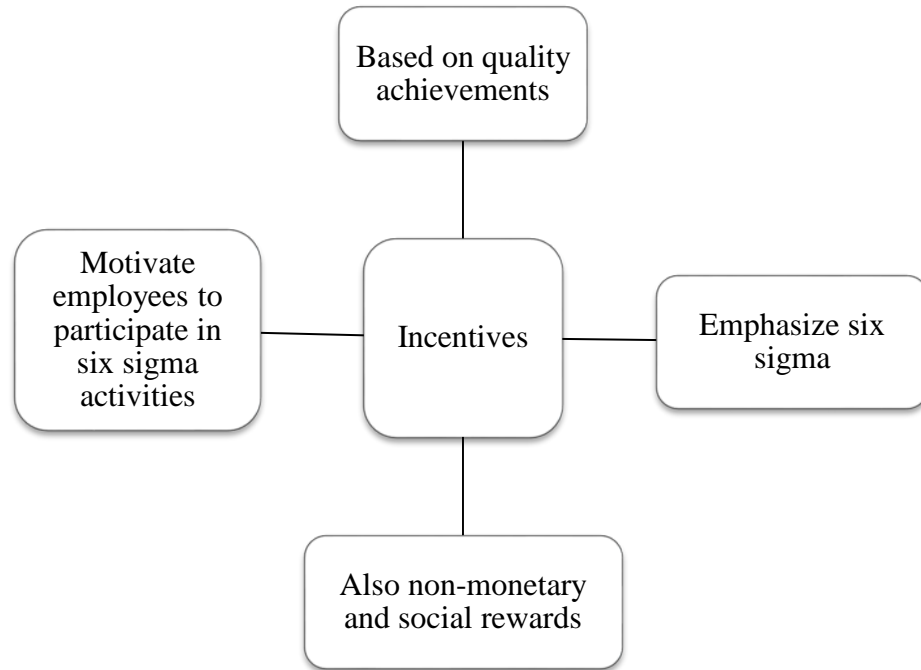 Based on quality
achievements
Motivate
employees to
participate in
six sigma
activities
Incentives
Emphasize six
sigma
Also non-monetary
and social rewards